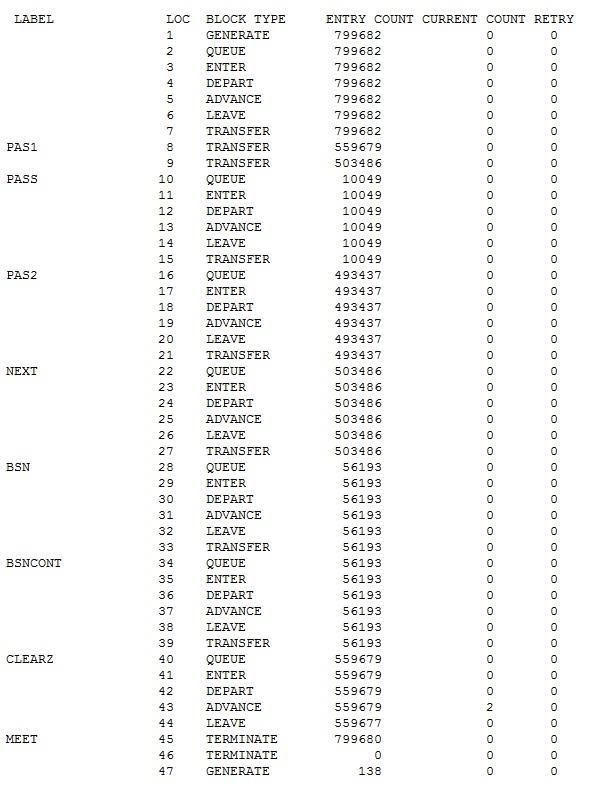 LABEL LOC BLOCK TYPE ENTRY COUNT CURRENT COUNT RETRY
1 GENERATE 799682 0 0
2 QUEUE 799682 0 0
3 ENTER 799682 0 0
4 DEPART 799682 0 0
5 ADVANCE 799682 0 0
6 LEAVE 799682 0 0
7 TRANSFER 799682 0 0
PAS1 8 TRANSFER 559679 0 0
9 TRANSFER 503486 0 0
PASS 10 QUEUE 10049 0 0
11 ENTER 10049 0 0
12 DEPART 10049 0 0
13 ADVANCE 10049 0 0
14 LEAVE 10049 0 0
15 TRANSFER 10049 0 0
PAS2 16 QUEUE 493437 0 0
17 ENTER 493437 0 0
18 DEPART 493437 0 0
19 ADVANCE 493437 0 0
20 LEAVE 493437 0 0
21 TRANSFER 493437 0 0
NEXT 22 QUEUE 503486 0 0
23 ENTER 503486 0 0
24 DEPART 503486 0 0
25 ADVANCE 503486 0 0
26 LEAVE 503486 0 0
27 TRANSFER 503486 0 0
BSN 28 QUEUE 56193 0 0
29 ENTER 56193 0 0
30 DEPART 56193 0 0
31 ADVANCE 56193 0 0
32 LEAVE 56193 0 0
33 TRANSFER 56193 0 0
BSNCONT 34 QUEUE 56193 0 0
35 ENTER 56193 0 0
36 DEPART 56193 0 0
37 ADVANCE 56193 0 0
38 LEAVE 56193 0 0
39 TRANSFER 56193 0 0
CLEARZ 40 QUEUE 559679 0 0
41 ENTER 559679 0 0
42 DEPART 559679 0 0
43 ADVANCE 559679 2 0
44 LEAVE 559677 0 0
MEET 45 TERMINATE 799680 0 0
46 TERMINATE 0 0 0
47 GENERATE 138 0 0